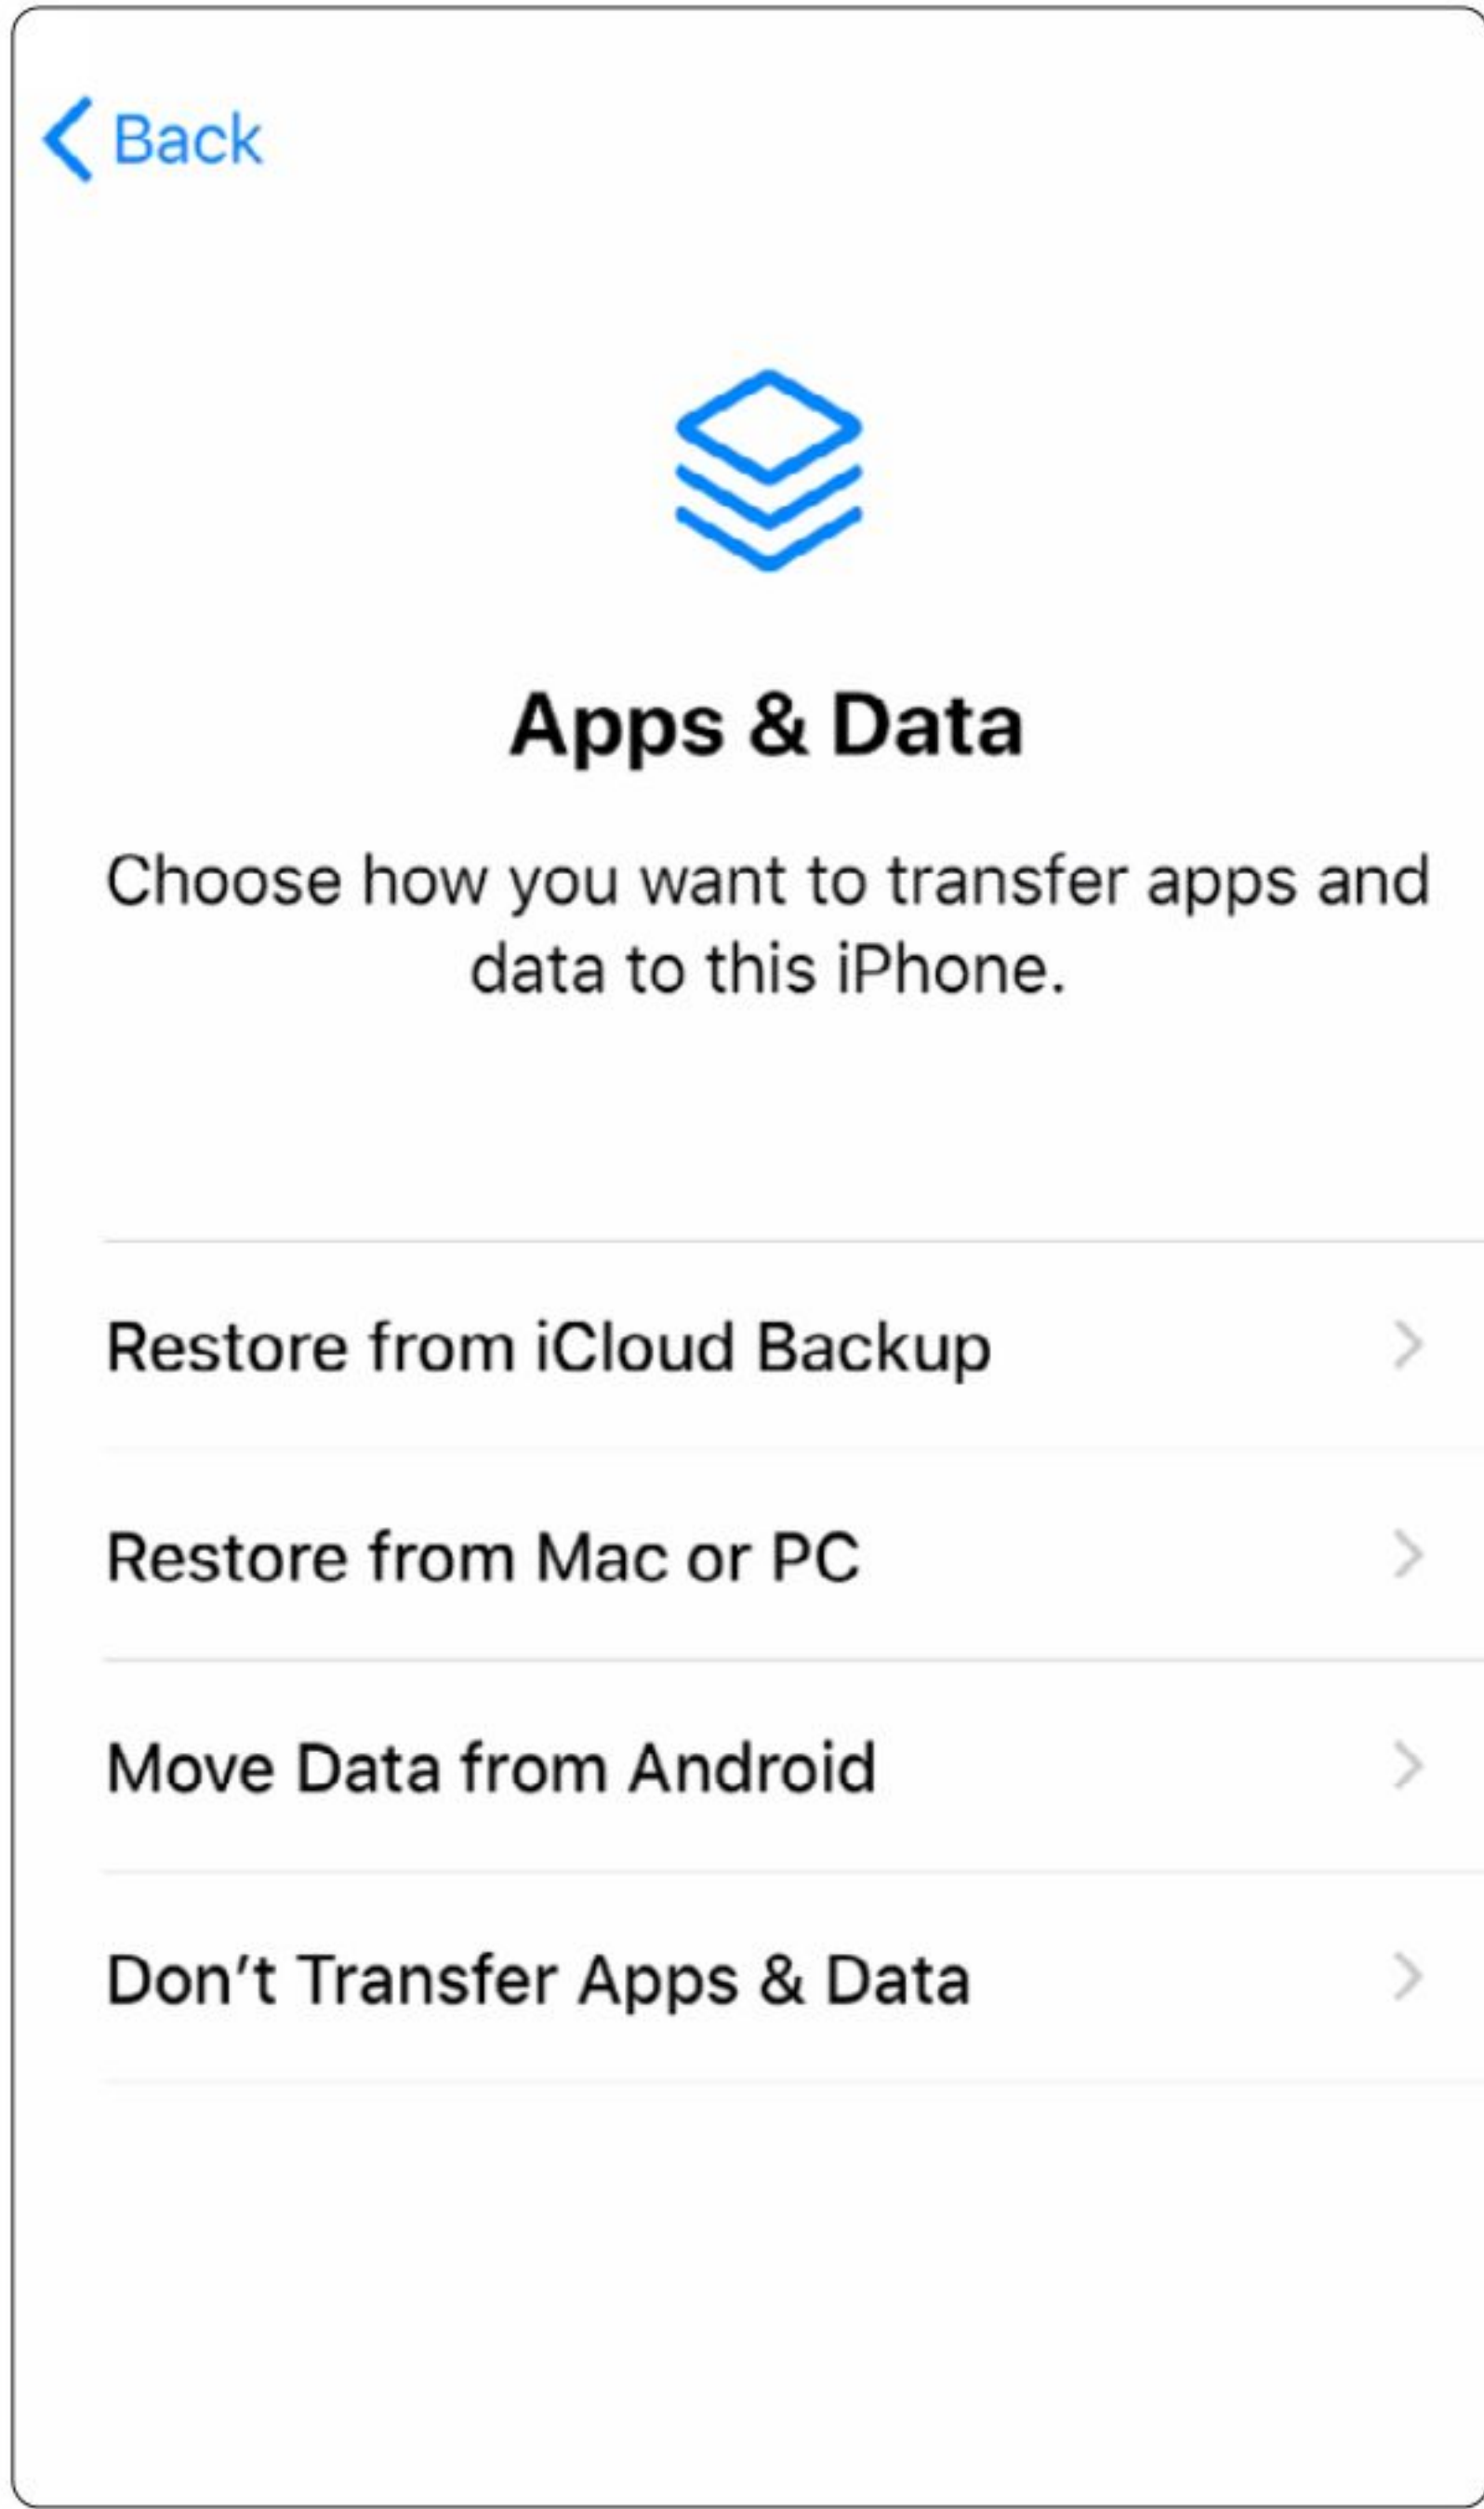 Back
Apps & Data
Choose how you want to transfer apps and
data to this iPhone.
Restore from iCloud Backup
Restore from Mac or PC
Move Data from Android
Don’t Transfer Apps & Data